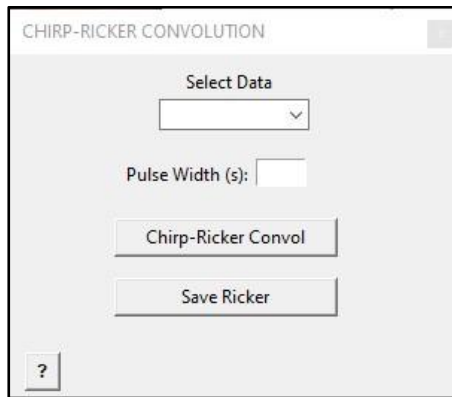 CHIRP-RICKER CONVOLUTION
Select Data
Pulse Width (s):
Chirp-Ricker Convol
Save Ricker
?